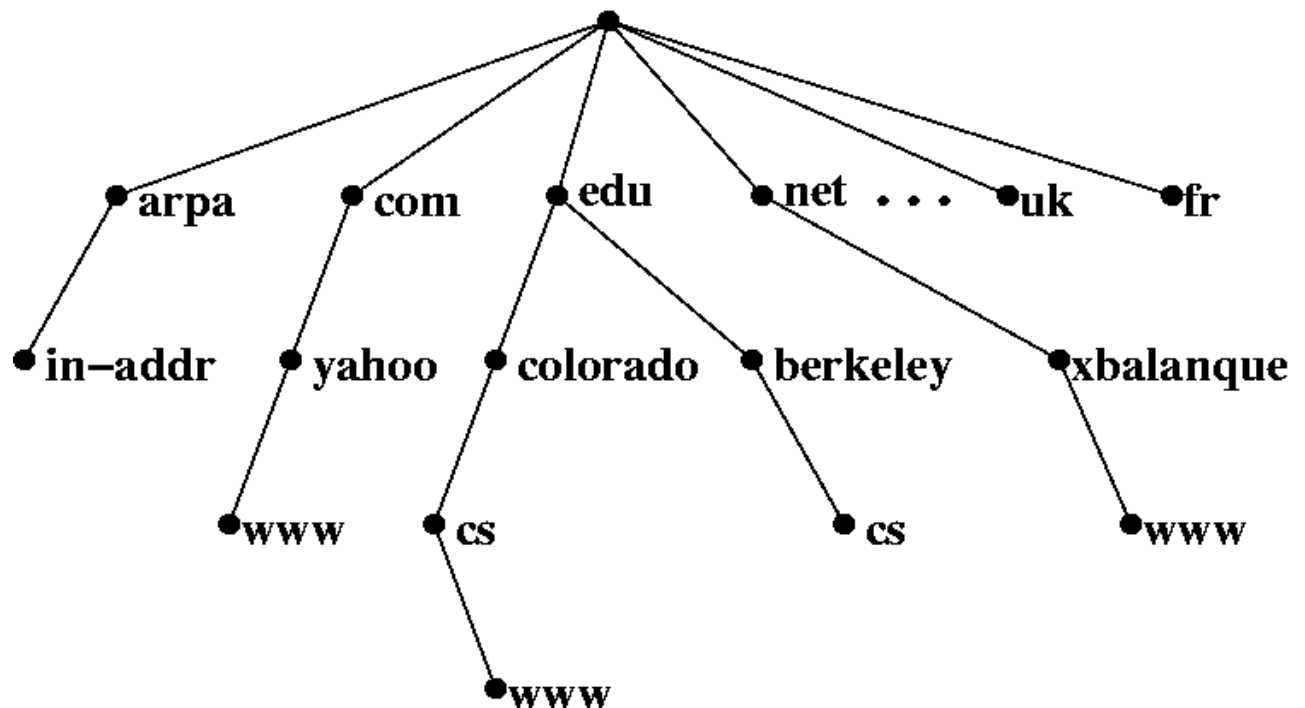 arpa com edu net . . . uk fr
in-addr yahoo colorado berkeley xbalanque
www cs cs www
www